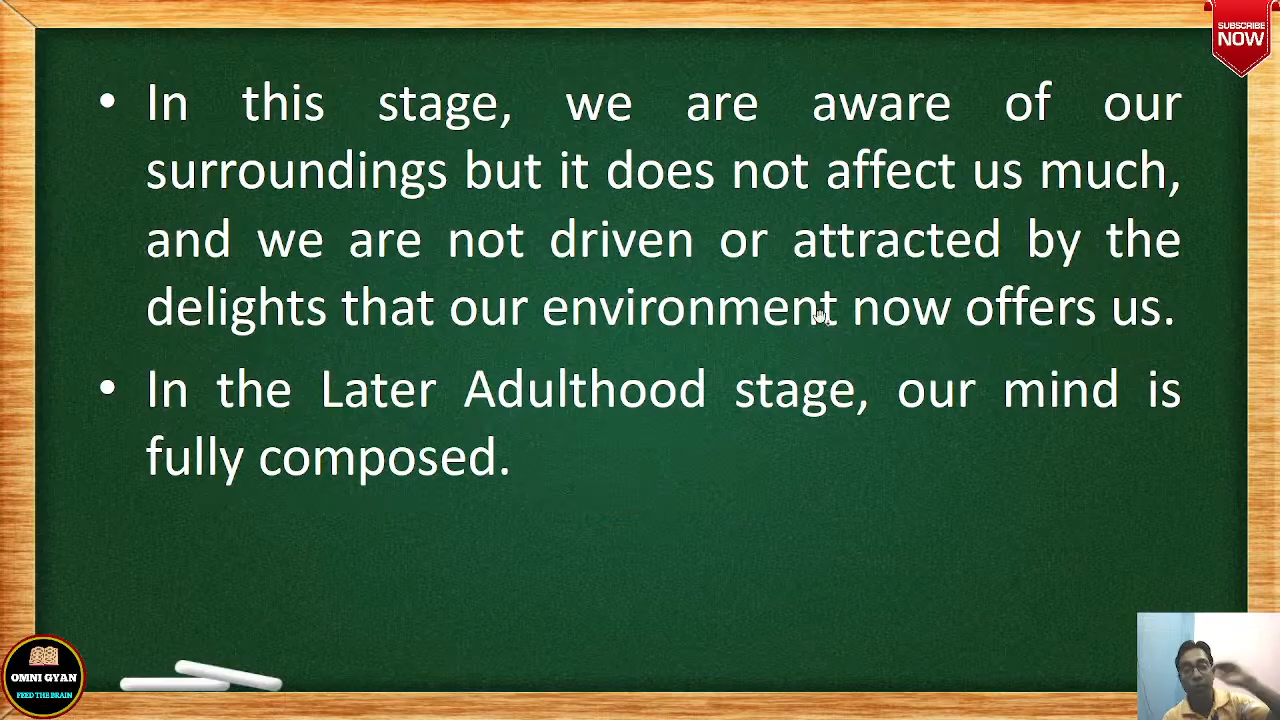 SUBSCRIBE
NOW
• In this stage, we are aware of our
surroundings but it does not affect us much,
and we are not driven or attracted by the
delights that our environment now offers us.
• In the Later Adulthood stage, our mind is
fully composed.
OMNI GYAN
FEED THE BRAIN